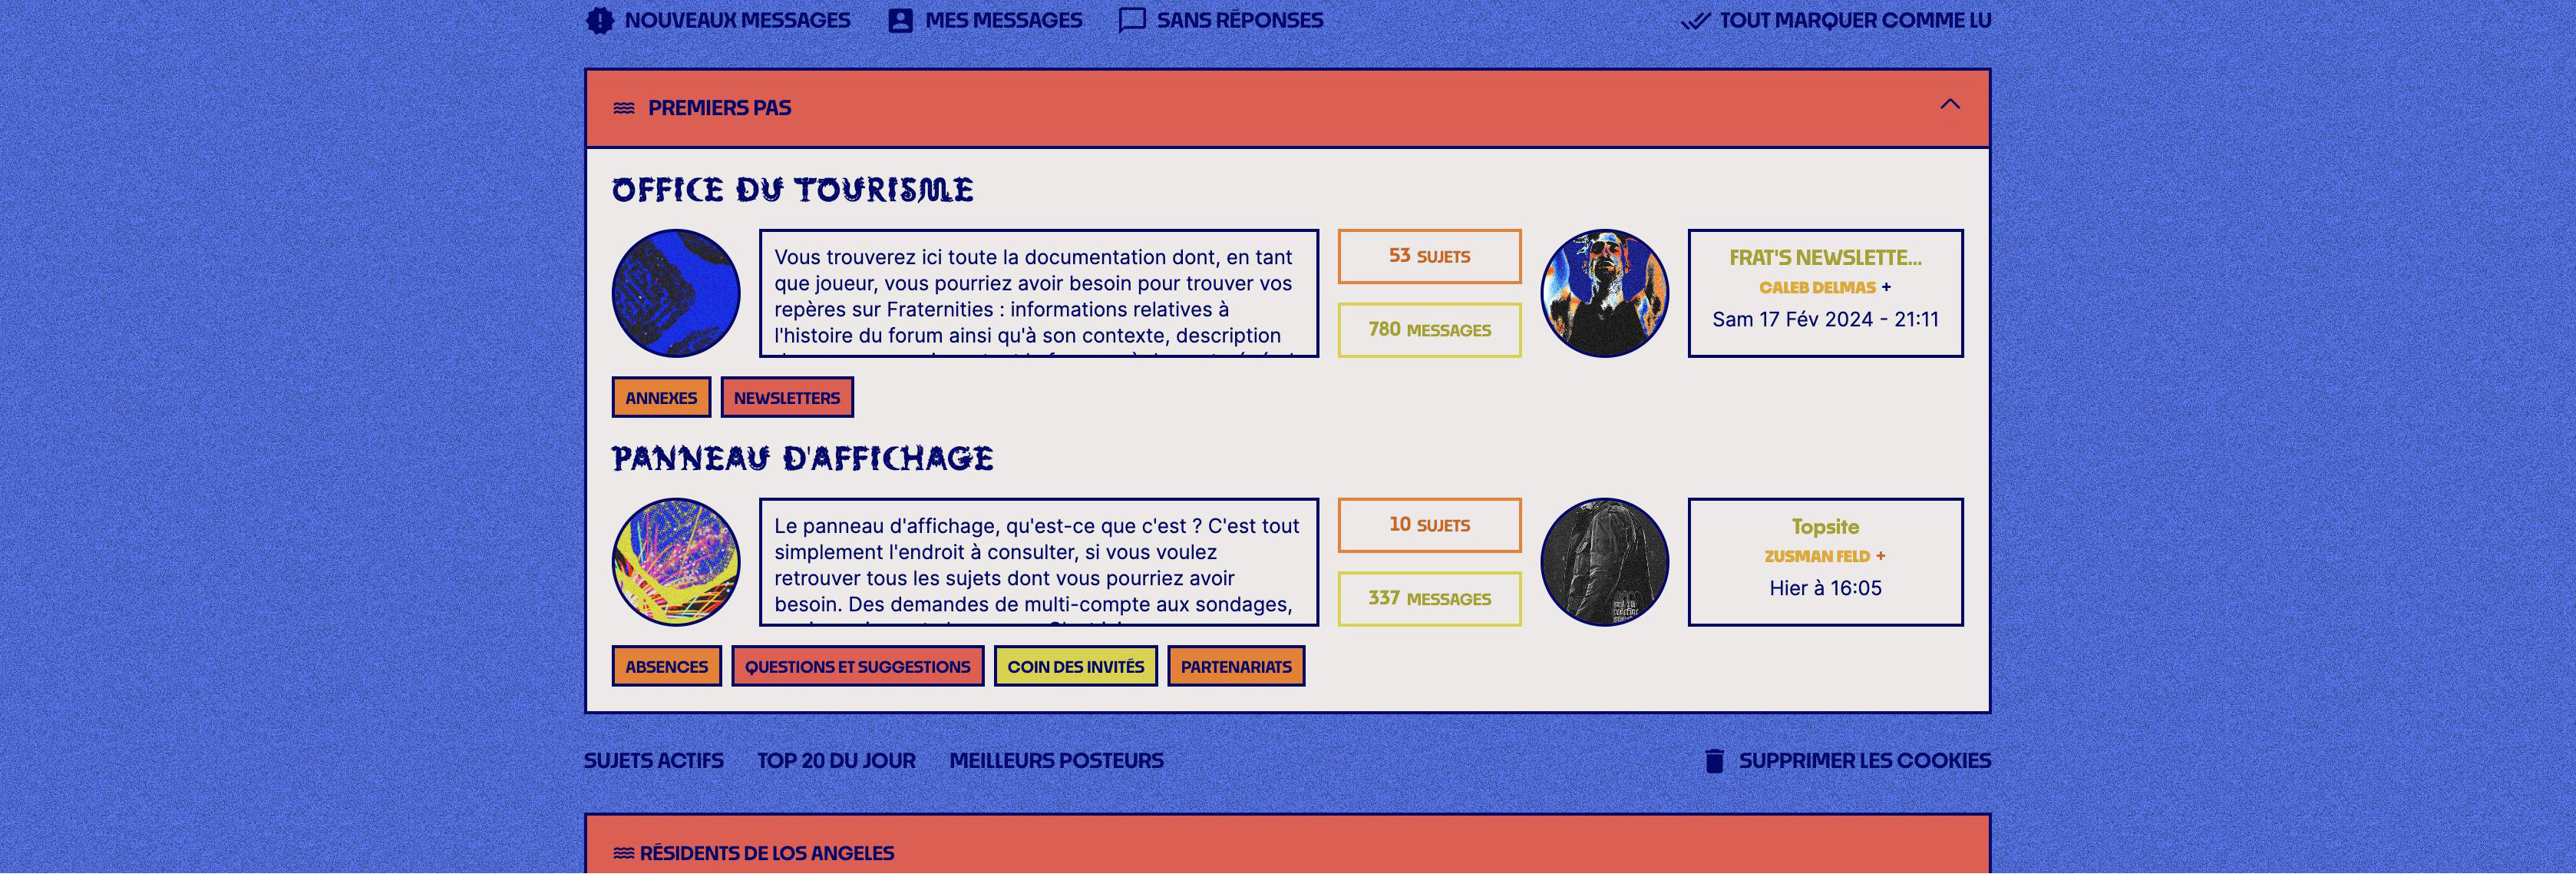 NOUVEAUX MESSAGES MES MESSAGES SANS RÉPONSES TOUT MARQUER COMME LU
PREMIERS PAS
OFFICE DU TOURISME
Vous trouverez ici toute la documentation dont, en tant
que joueur, vous pourriez avoir besoin pour trouver vos
repères sur Fraternities : informations relatives à
l'histoire du forum ainsi qu'à son contexte, description
53 SUJETS
780 MESSAGES
FRAT'S NEWSLETTE...
CALEB DELMAS +
Sam 17 Fév 2024 - 21:11
ANNEXES NEWSLETTERS
PANNEAU D'AFFICHAGE
Le panneau d'affichage, qu'est-ce que c'est ? C'est tout
simplement l'endroit à consulter, si vous voulez
retrouver tous les sujets dont vous pourriez avoir
besoin. Des demandes de multi-compte aux sondages,
10 SUJETS
337 MESSAGES
Topsite
ZUSMAN FELD +
Hier à 16:05
ABSENCES QUESTIONS ET SUGGESTIONS COIN DES INVITÉS PARTENARIATS
SUJETS ACTIFS TOP 20 DU JOUR MEILLEURS POSTEURS SUPPRIMER LES COOKIES
RÉSIDENTS DE LOS ANGELES